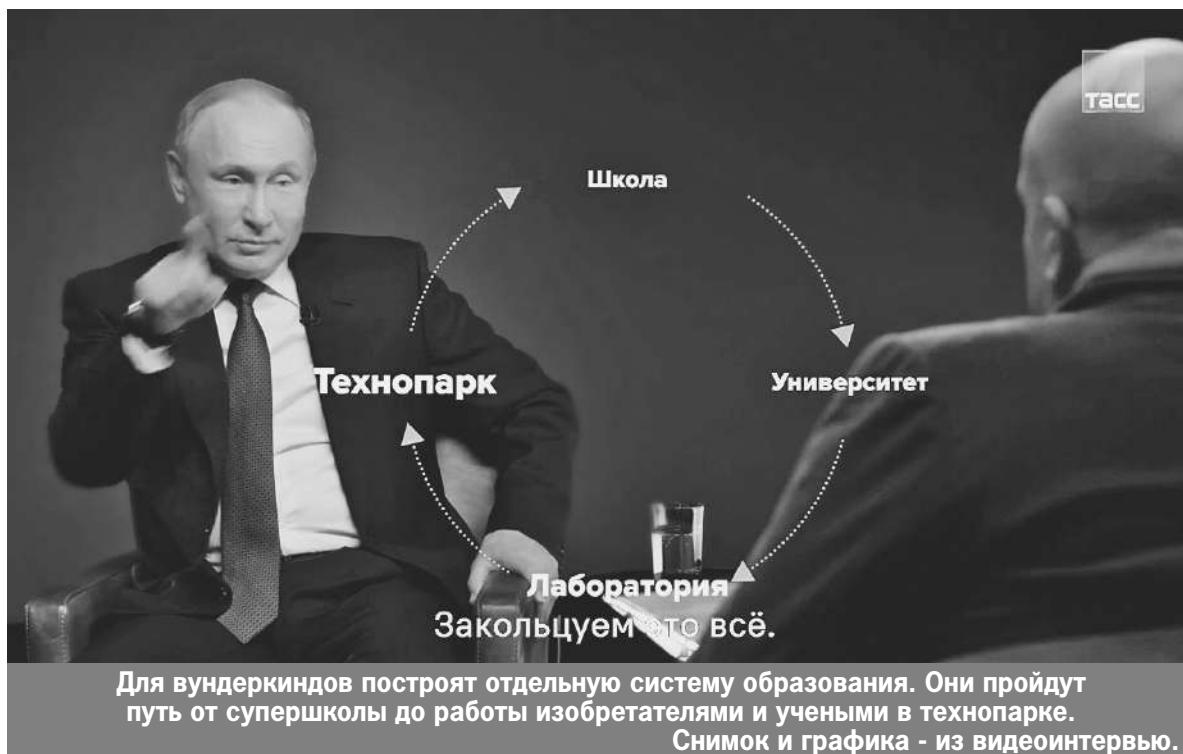 тасс
Школа
Технопарк
Университет
Лаборатория
Закольцуем это всё.
Для вундеркиндов построят отдельную систему образования. Они пройдут
путь от супершколы до работы изобретателями и учеными в технопарке.
Снимок и графика - из видеоинтервью.